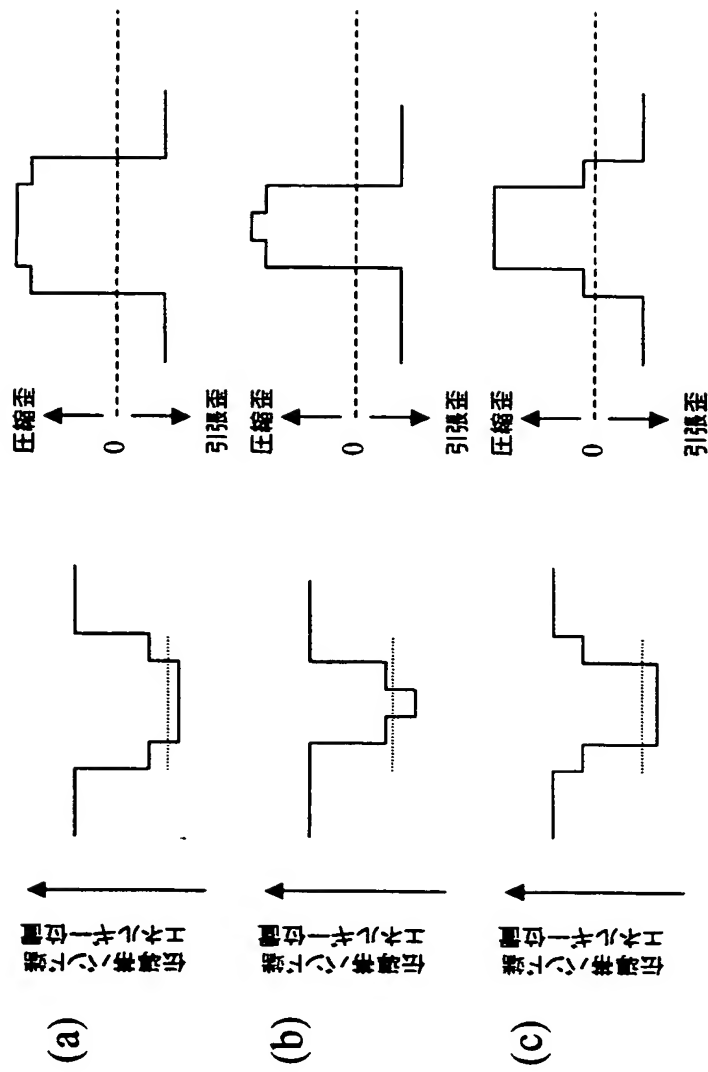 (a)
伝導帯バンド端
エネルギー位置
圧縮歪
0
引張歪
(b)
伝導帯バンド端
エネルギー位置
圧縮歪
0
引張歪
(c)
伝導帯バンド端
エネルギー位置
圧縮歪
0
引張歪